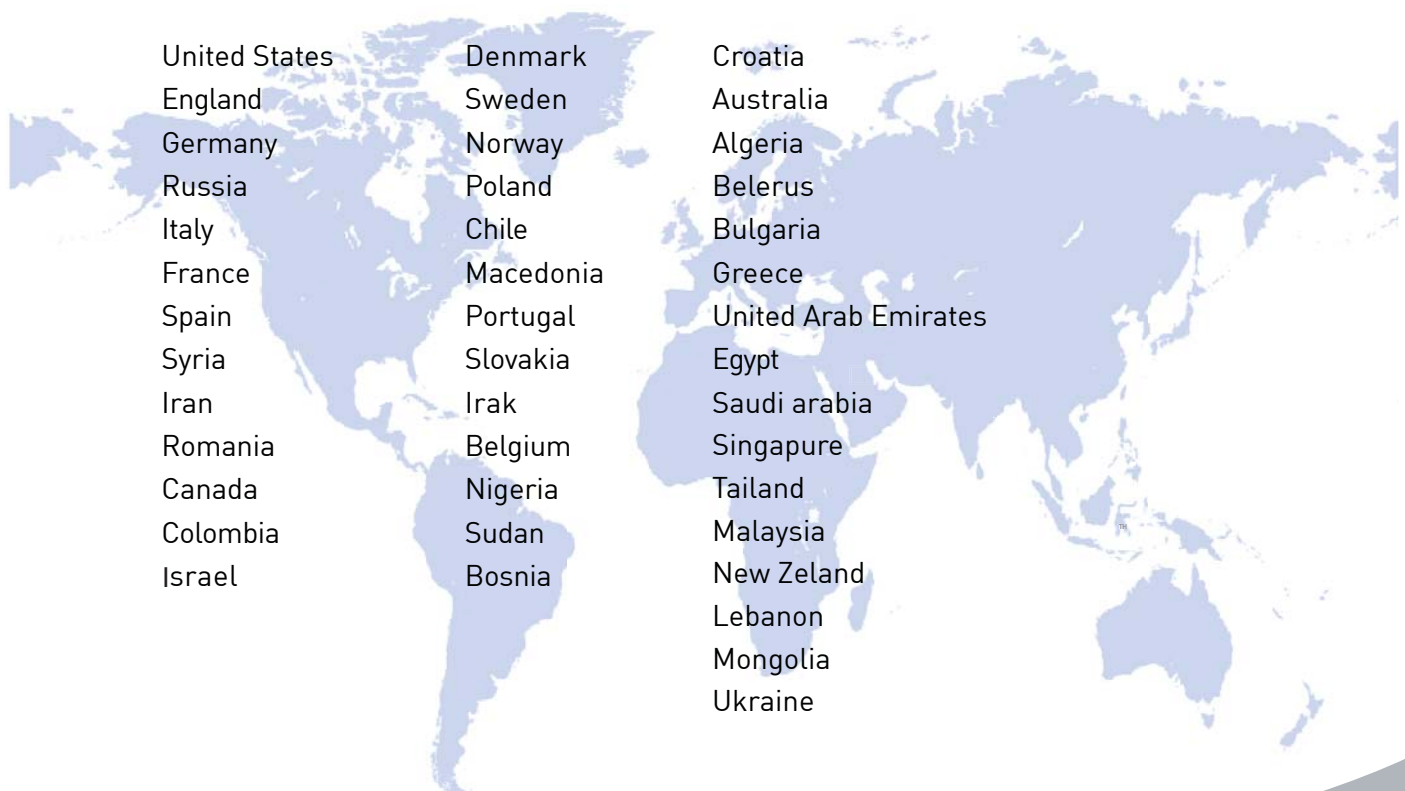 United States
England
Germany
Russia
Italy
France
Spain
Syria
Iran
Romania
Canada
Colombia
Israel
Denmark
Sweden
Norway
Poland
Chile
Macedonia
Portugal
Slovakia
Irak
Belgium
Nigeria
Sudan
Bosnia
Croatia
Australia
Algeria
Belerus
Bulgaria
Greece
United Arab Emirates
Egypt
Saudi arabia
Singapure
Tailand
Malaysia
New Zeland
Lebanon
Mongolia
Ukraine
TH